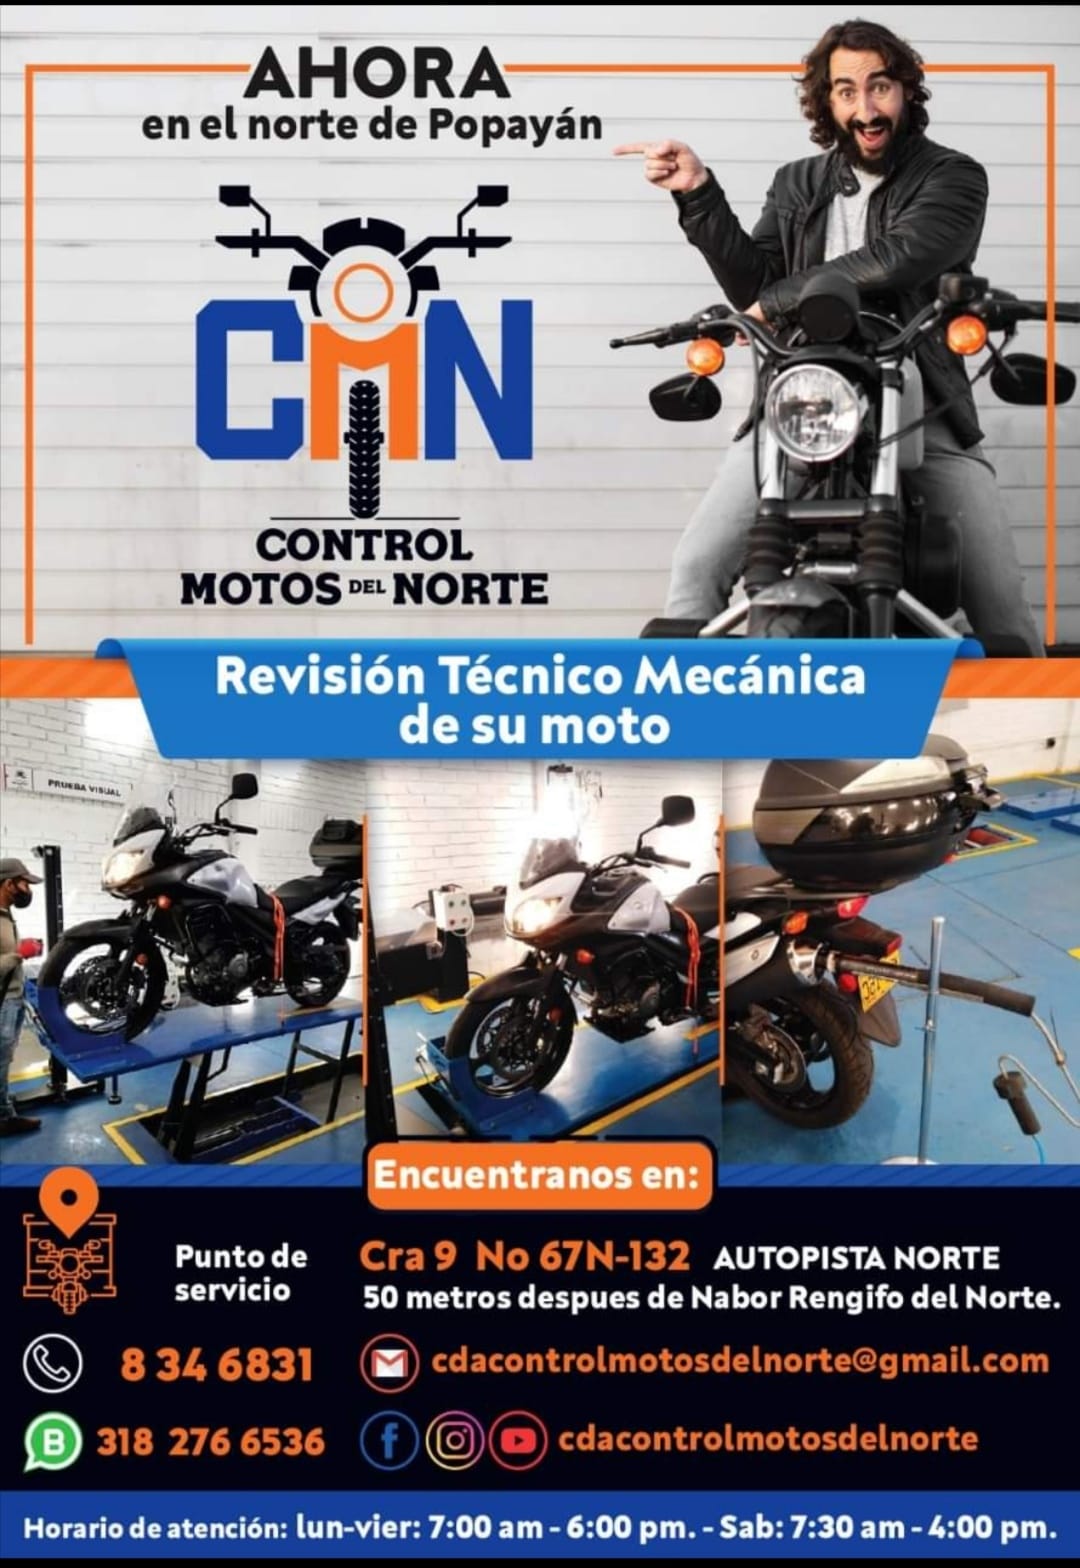 AHORA
en el norte de Popayán
CMN
CONTROL
MOTOS DEL NORTE
Revisión Técnico Mecánica
de su moto
PRUEBA VISUAL
Encuentranos en:
Punto de
servicio
Cra 9 No 67N-132 AUTOPISTA NORTE
50 metros despues de Nabor Rengifo del Norte.
8 34 6831
cdacontrolmotosdelnorte@gmail.com
318 276 6536
cdacontrolmotosdelnorte
Horario de atención: lun-vier: 7:00 am - 6:00 pm. - Sab: 7:30 am - 4:00 pm.